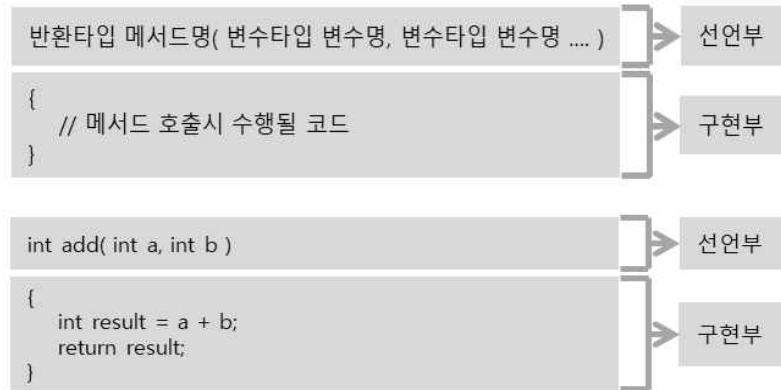 반환타입 메서드명( 변수타입 변수명, 변수타입 변수명 .... )
선언부
{
// 메서드 호출시 수행될 코드
}
구현부
int add( int a, int b )
선언부
{
int result = a + b;
return result;
}
구현부